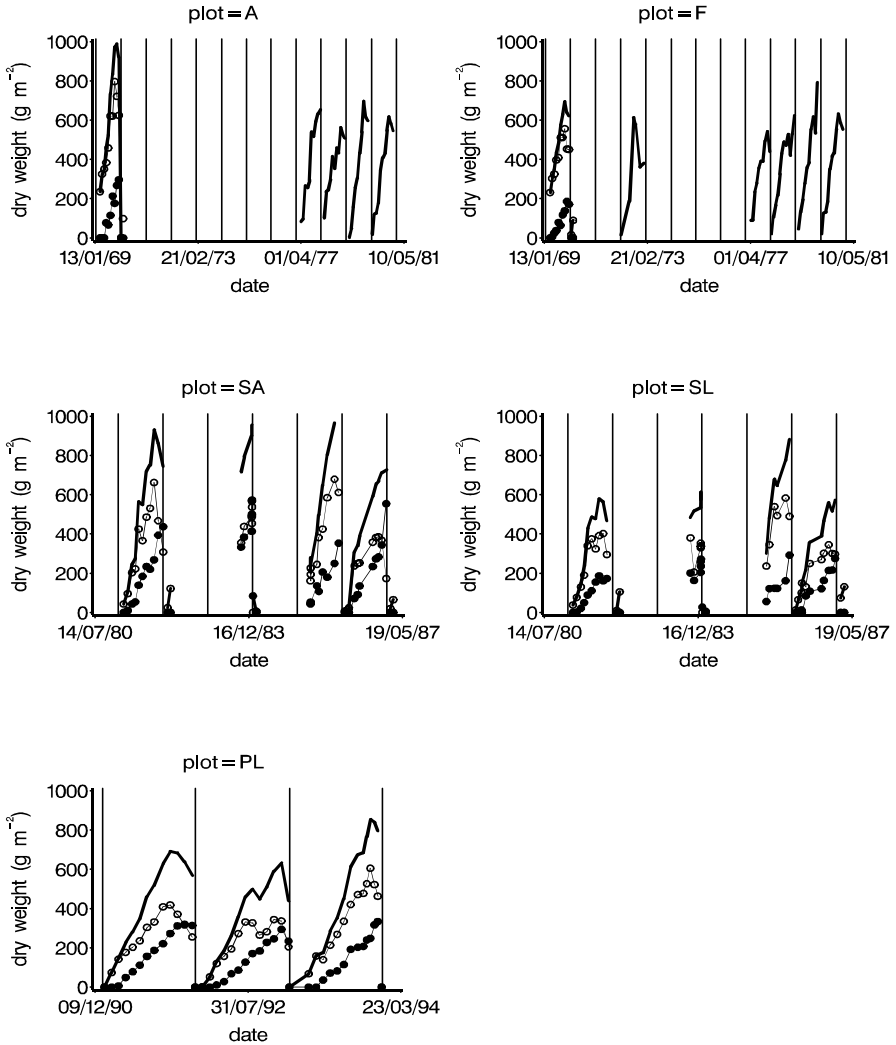 plot=A
plot=F
1000
800
600
400
200
0
dry weight (g m⁻²)
13/01/69 21/02/73 01/04/77 10/05/81
date
1000
800
600
400
200
0
dry weight (g m⁻²)
13/01/69 21/02/73 01/04/77 10/05/81
date
plot=SA
plot=SL
1000
800
600
400
200
0
dry weight (g m⁻²)
14/07/80 16/12/83 19/05/87
date
1000
800
600
400
200
0
dry weight (g m⁻²)
14/07/80 16/12/83 19/05/87
date
plot=PL
1000
800
600
400
200
0
dry weight (g m⁻²)
09/12/90 31/07/92 23/03/94
date